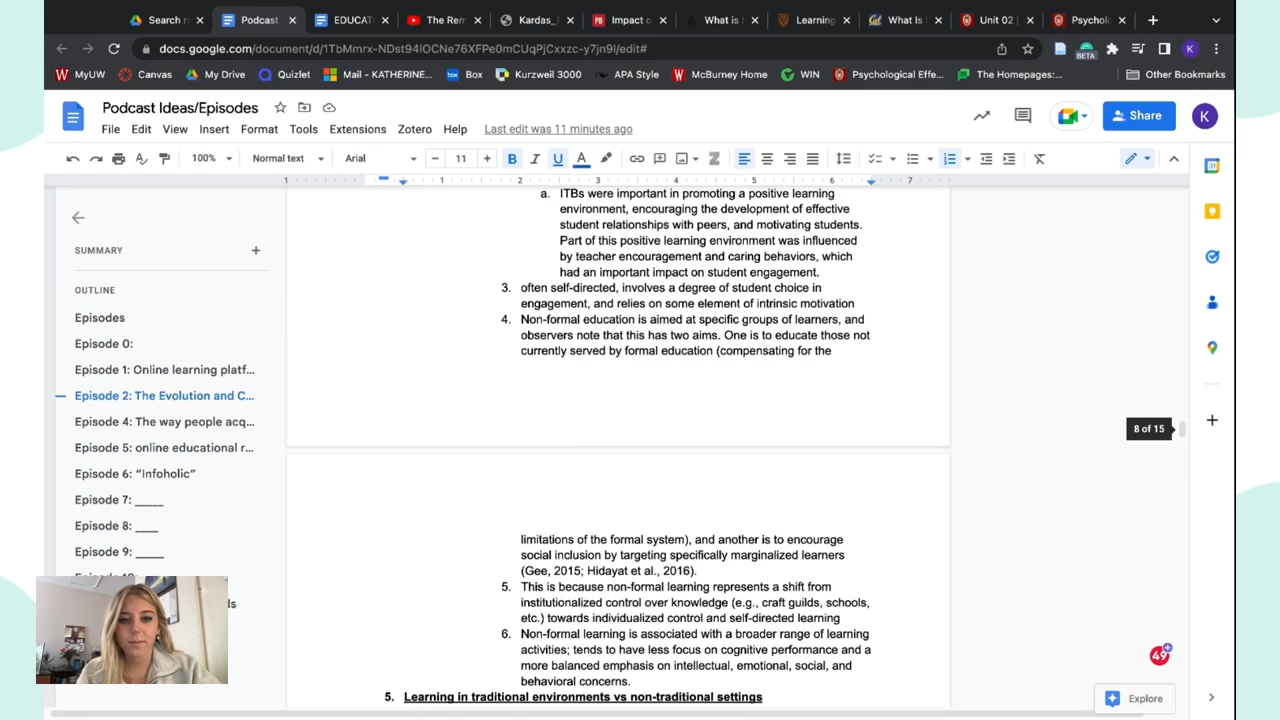 Search r
Podcast
EDUCAT
The Rem
Kardas_
Impact o
What is
Learning
What Is
Unit 02
Psychol
docs.google.com/document/d/1TbMmrx-NDst94lOCNe76XFPe0mCUqPjCxxzc-y7jn9I/edit#
K
MyUW
Canvas
My Drive
Quizlet
Mail - KATHERINE...
Box
Kurzweil 3000
APA Style
McBurney Home
WIN
Psychological Effe...
The Homepages:...
Other Bookmarks
BETA
Podcast Ideas/Episodes
File Edit View Insert Format Tools Extensions Zotero Help Last edit was 11 minutes ago
Share
K
100% Normal text Arial 11
1 1 2 3 4 5 6 7
SUMMARY
OUTLINE
Episodes
Episode 0:
Episode 1: Online learning platf...
Episode 2: The Evolution and C...
Episode 4: The way people acq...
Episode 5: online educational r...
Episode 6: “Infoholic”
Episode 7: _____
Episode 8: ____
Episode 9: _____
a. ITBs were important in promoting a positive learning
environment, encouraging the development of effective
student relationships with peers, and motivating students.
Part of this positive learning environment was influenced
by teacher encouragement and caring behaviors, which
had an important impact on student engagement.
3. often self-directed, involves a degree of student choice in
engagement, and relies on some element of intrinsic motivation
4. Non-formal education is aimed at specific groups of learners, and
observers note that this has two aims. One is to educate those not
currently served by formal education (compensating for the
limitations of the formal system), and another is to encourage
social inclusion by targeting specifically marginalized learners
(Gee, 2015; Hidayat et al., 2016).
5. This is because non-formal learning represents a shift from
institutionalized control over knowledge (e.g., craft guilds, schools,
etc.) towards individualized control and self-directed learning
6. Non-formal learning is associated with a broader range of learning
activities; tends to have less focus on cognitive performance and a
more balanced emphasis on intellectual, emotional, social, and
behavioral concerns.
5. Learning in traditional environments vs non-traditional settings
8 of 15
49
Explore
31